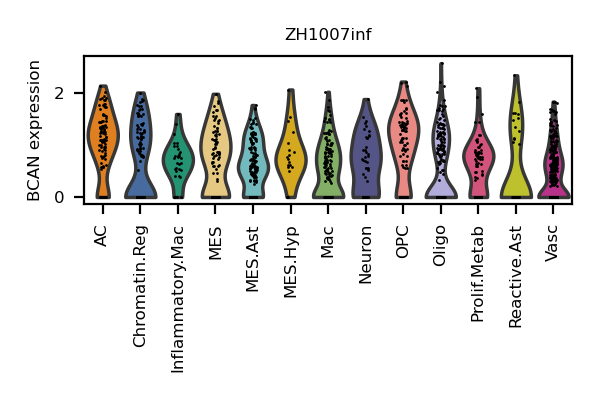 ZH1007inf
BCAN expression
2
0
AC
Chromatin.Reg
Inflammatory.Mac
MES
MES.Ast
MES.Hyp
Mac
Neuron
OPC
Oligo
Prolif.Metab
Reactive.Ast
Vasc